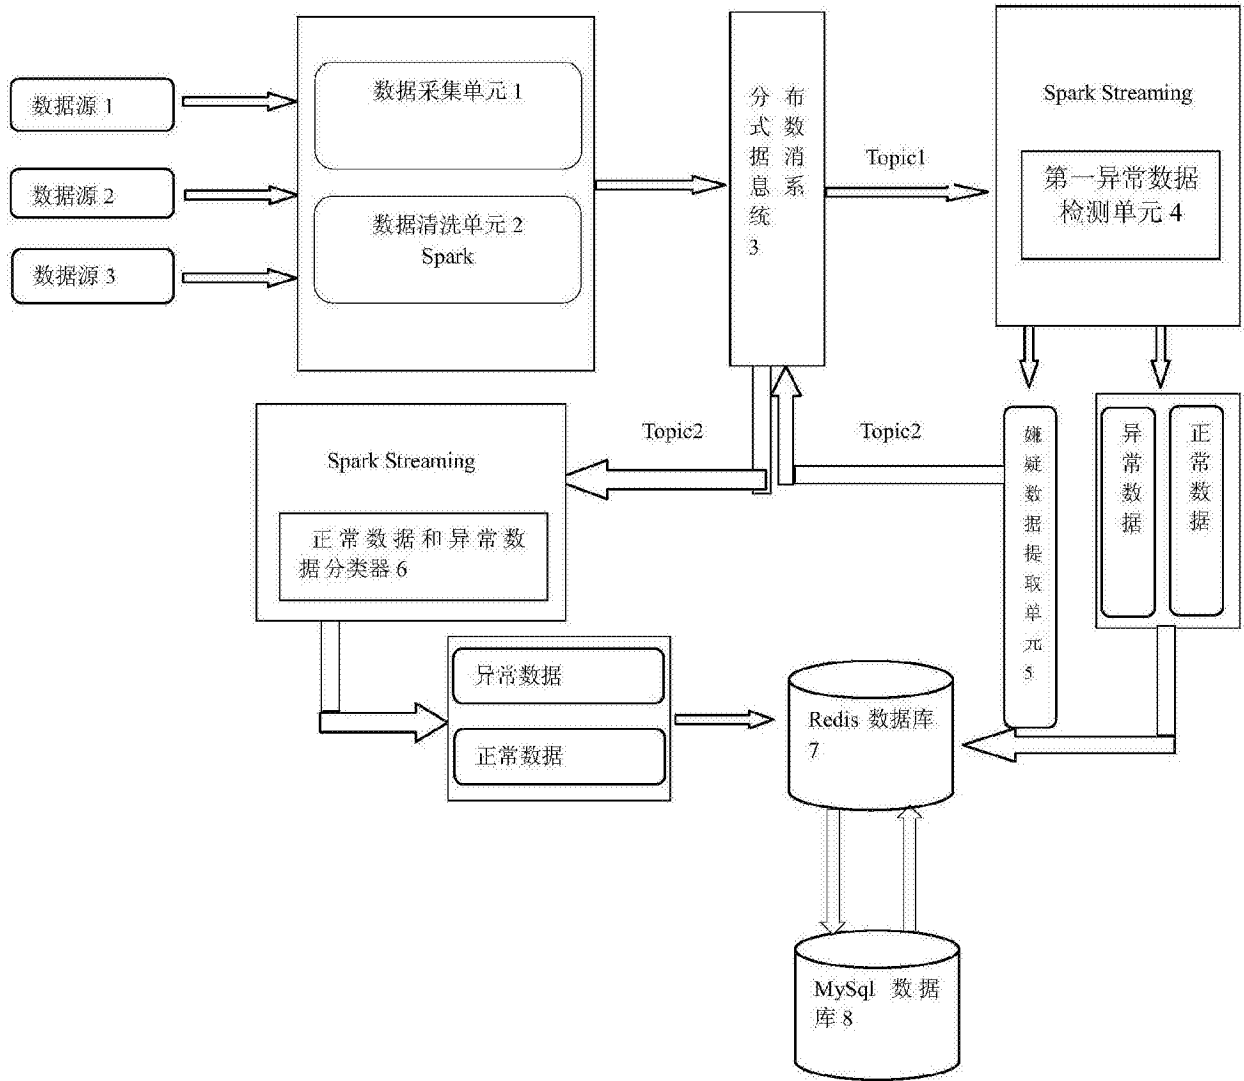 数据源 1
数据源 2
数据源 3
数据采集单元 1
数据清洗单元 2
Spark
分布
式数
据消
息系
统
3
Topic1
Spark Streaming
第一异常数据
检测单元 4
Topic2
Topic2
嫌疑数据提取单元 5
异常数据
正常数据
Spark Streaming
正常数据和异常数
据分类器 6
异常数据
正常数据
Redis 数据库
7
MySql 数据
库 8